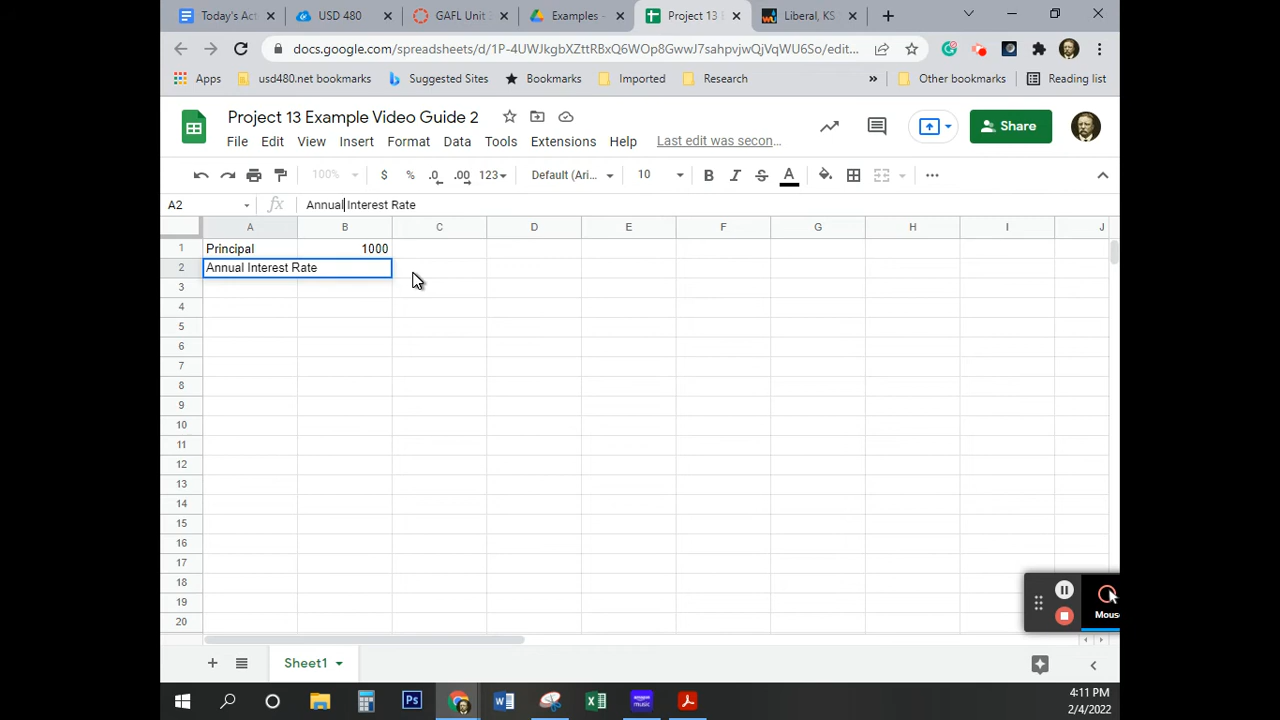 Today's Act
USD 480
GAFL Unit
Examples -
Project 13 E
Liberal, KS
docs.google.com/spreadsheets/d/1P-4UWJkgbXZttRBxQ6WOp8GwwJ7sahpvjwQjVqWU6So/edit...
Apps
usd480.net bookmarks
Suggested Sites
Bookmarks
Imported
Research
»
Other bookmarks
Reading list
Project 13 Example Video Guide 2
Share
File Edit View Insert Format Data Tools Extensions Help Last edit was secon...
100% $ % .0 .00 123 Default (Ari... 10 B I S A ...
A2 fx Annual Interest Rate
A B C D E F G H I J
1 Principal 1000
2 Annual Interest Rate
3
4
5
6
7
8
9
10
11
12
13
14
15
16
17
18
19
20
Mous
Sheet1
4:11 PM
2/4/2022